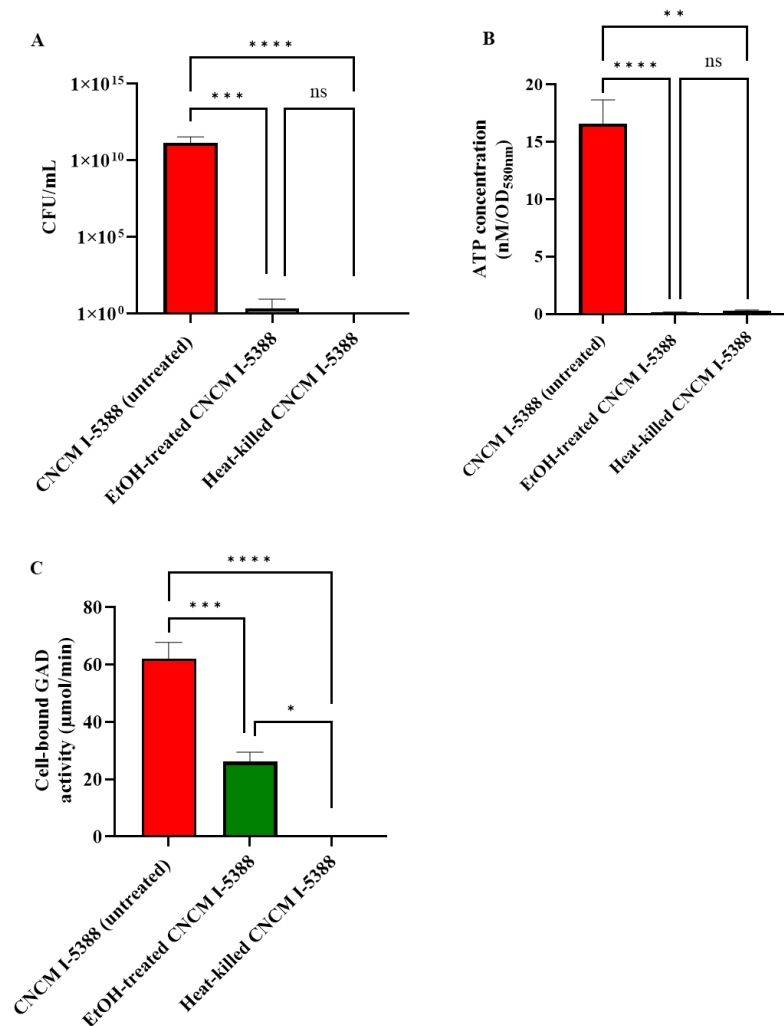 A
****
***
ns
1×10¹⁵
1×10¹⁰
1×10⁵
1×10⁰
CFU/mL
CNCM I-5388 (untreated)
EtOH-treated CNCM I-5388
Heat-killed CNCM I-5388
B
**
****
ns
20
15
10
5
0
ATP concentration
(nM/OD₅₈₀ₙₘ)
CNCM I-5388 (untreated)
EtOH-treated CNCM I-5388
Heat-killed CNCM I-5388
C
****
***
*
80
60
40
20
0
Cell-bound GAD
activity (µmol/min)
CNCM I-5388 (untreated)
EtOH-treated CNCM I-5388
Heat-killed CNCM I-5388